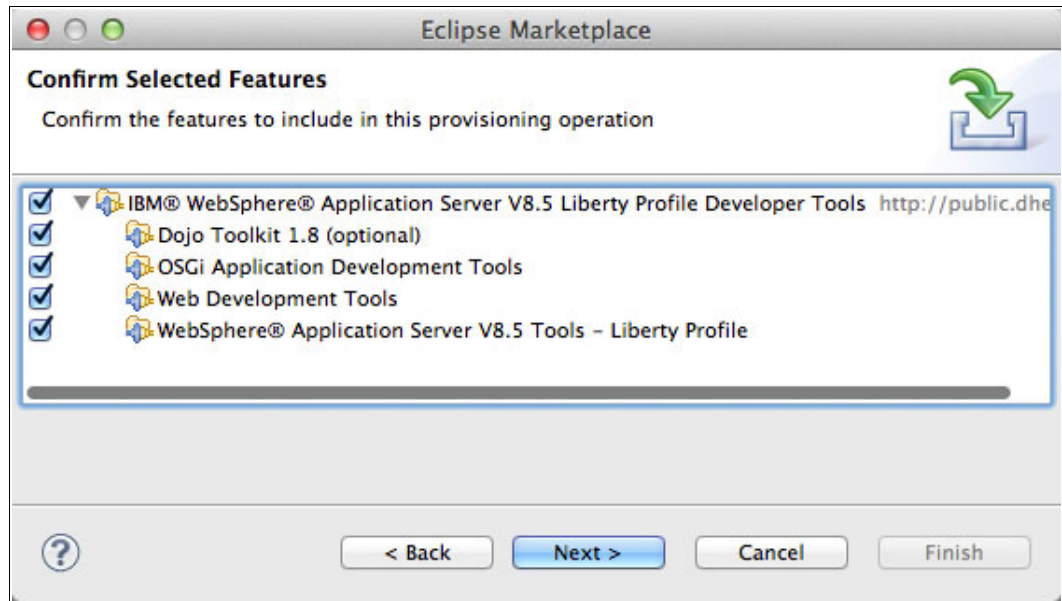 Eclipse Marketplace
Confirm Selected Features
Confirm the features to include in this provisioning operation
IBM® WebSphere® Application Server V8.5 Liberty Profile Developer Tools http://public.dhe
Dojo Toolkit 1.8 (optional)
OSGi Application Development Tools
Web Development Tools
WebSphere® Application Server V8.5 Tools – Liberty Profile
? < Back Next > Cancel Finish